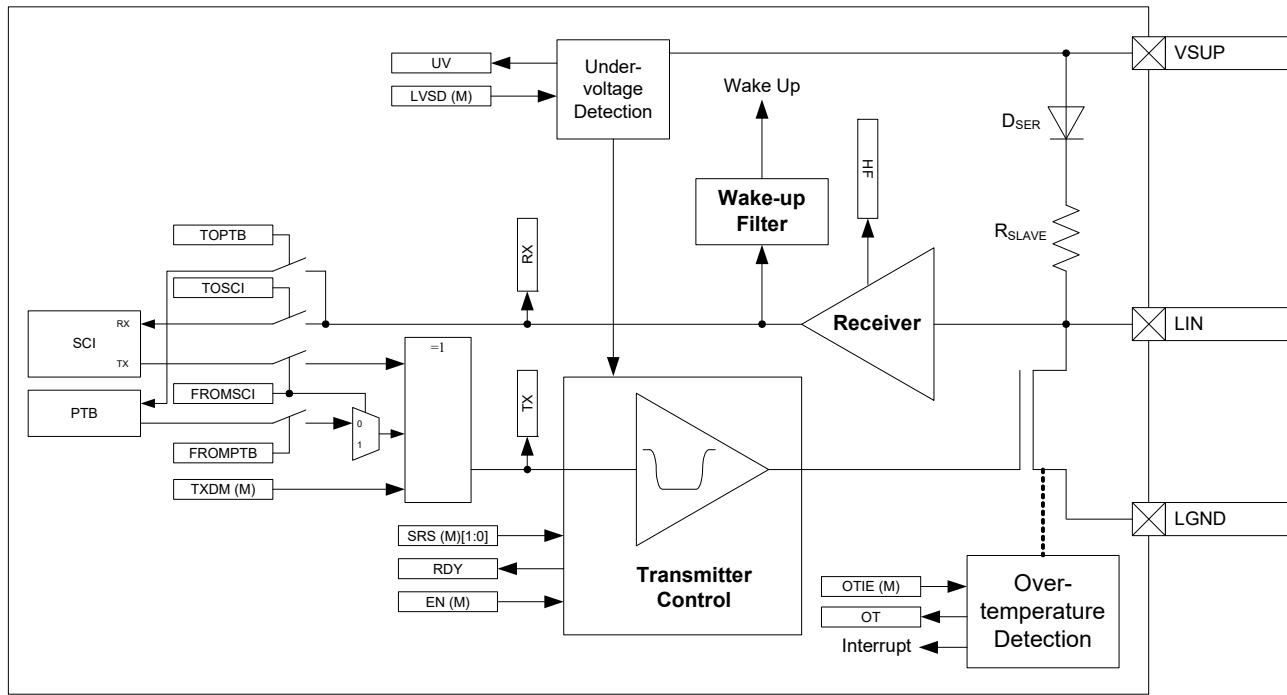 UV
LVSD (M)
Under-
voltage
Detection
VSUP
Wake Up
DSER
HF
Wake-up
Filter
RSLAVE
TOPTB
RX
TOSCI
SCI
RX
TX
=1
Receiver
LIN
FROMSCI
PTB
0
1
TX
FROMPTB
TXDM (M)
SRS (M)[1:0]
RDY
EN (M)
Transmitter
Control
LGND
OTIE (M)
OT
Interrupt
Over-
temperature
Detection